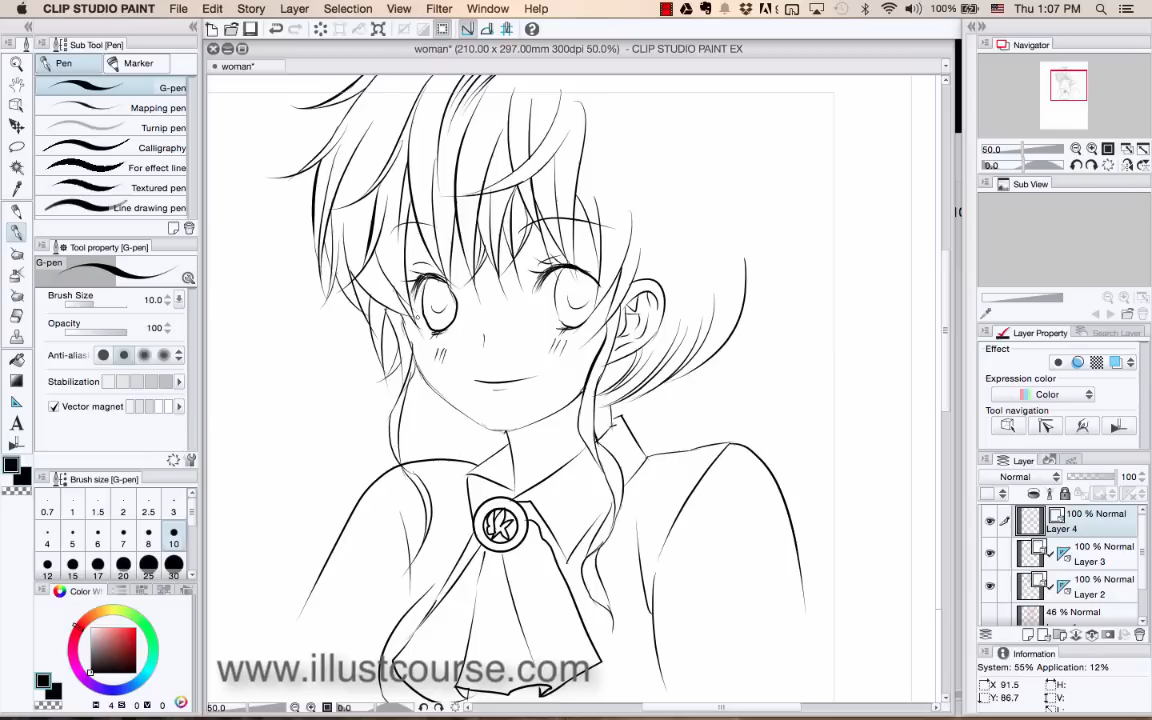 CLIP STUDIO PAINT File Edit Story Layer Selection View Filter Window Help 100% Thu 1:07 PM
woman* (210.00 x 297.00mm 300dpi 50.0%) - CLIP STUDIO PAINT EX
woman*
Sub Tool [Pen]
Pen Marker
G-pen
Mapping pen
Turnip pen
Calligraphy
For effect line
Textured pen
Line drawing pen
Tool property [G-pen]
G-pen
Brush Size 10.0
Opacity 100
Anti-alias
Stabilization
Vector magnet
Brush size [G-pen]
0.7 1 1.5 2 2.5 3
4 5 6 7 8 10
12 15 17 20 25 30
Color
H 4 S 0 V 0
www.illustcourse.com
50.0 0.0
Navigator
50.0
0.0
Sub View
Layer Property Search Layer
Effect
Expression color
Color
Tool navigation
Layer
Normal 100
100 % Normal
Layer 4
100 % Normal
Layer 3
100 % Normal
Layer 2
46 % Normal
Information
System: 55% Application: 12%
X 91.5 H:
Y: 86.7 V: